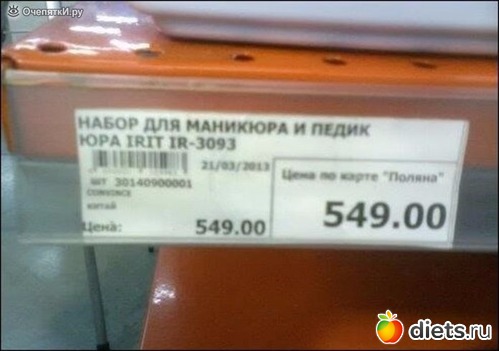 ОчепяткИ.ру
НАБОР ДЛЯ МАНИКЮРА И ПЕДИК
ЮРА IRIT IR-3093
21/03/2013
ШТ 30140900001
китай
Цена: 549.00
Цена по карте "Поляна"
549.00
diets.ru